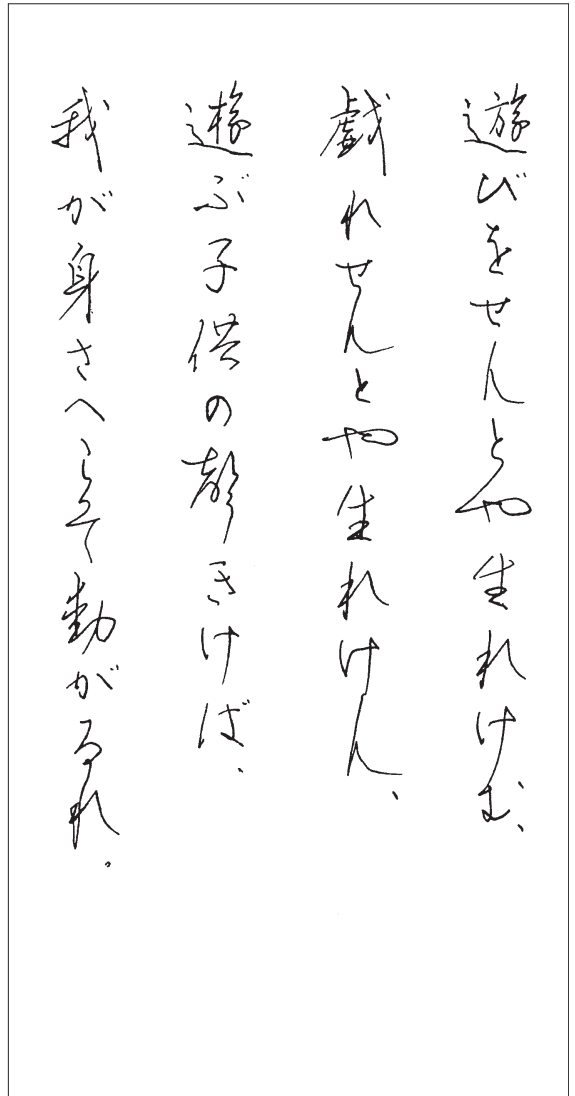 遊びをせんとや生れけむ、
戯れせんとや生れけん、
遊ぶ子供の聲きけば、
我が身さへこそ動がるれ。